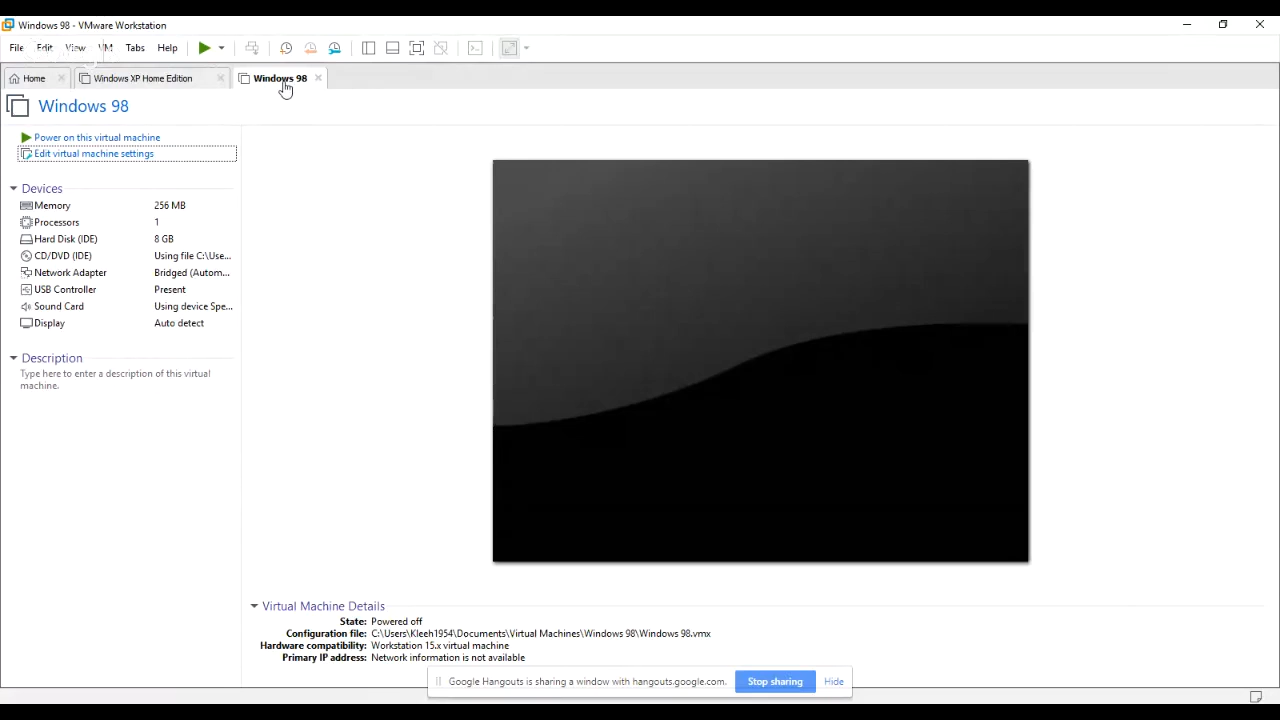 Windows 98 - VMware Workstation
File Edit View VM Tabs Help
Home Windows XP Home Edition Windows 98
Windows 98
Power on this virtual machine
Edit virtual machine settings
Devices
Memory 256 MB
Processors 1
Hard Disk (IDE) 8 GB
CD/DVD (IDE) Using file C:\Use...
Network Adapter Bridged (Autom...
USB Controller Present
Sound Card Using device Spe...
Display Auto detect
Description
Type here to enter a description of this virtual
machine.
Virtual Machine Details
State: Powered off
Configuration file: C:\Users\Kleeh1954\Documents\Virtual Machines\Windows 98\Windows 98.vmx
Hardware compatibility: Workstation 15.x virtual machine
Primary IP address: Network information is not available
Google Hangouts is sharing a window with hangouts.google.com. Stop sharing Hide